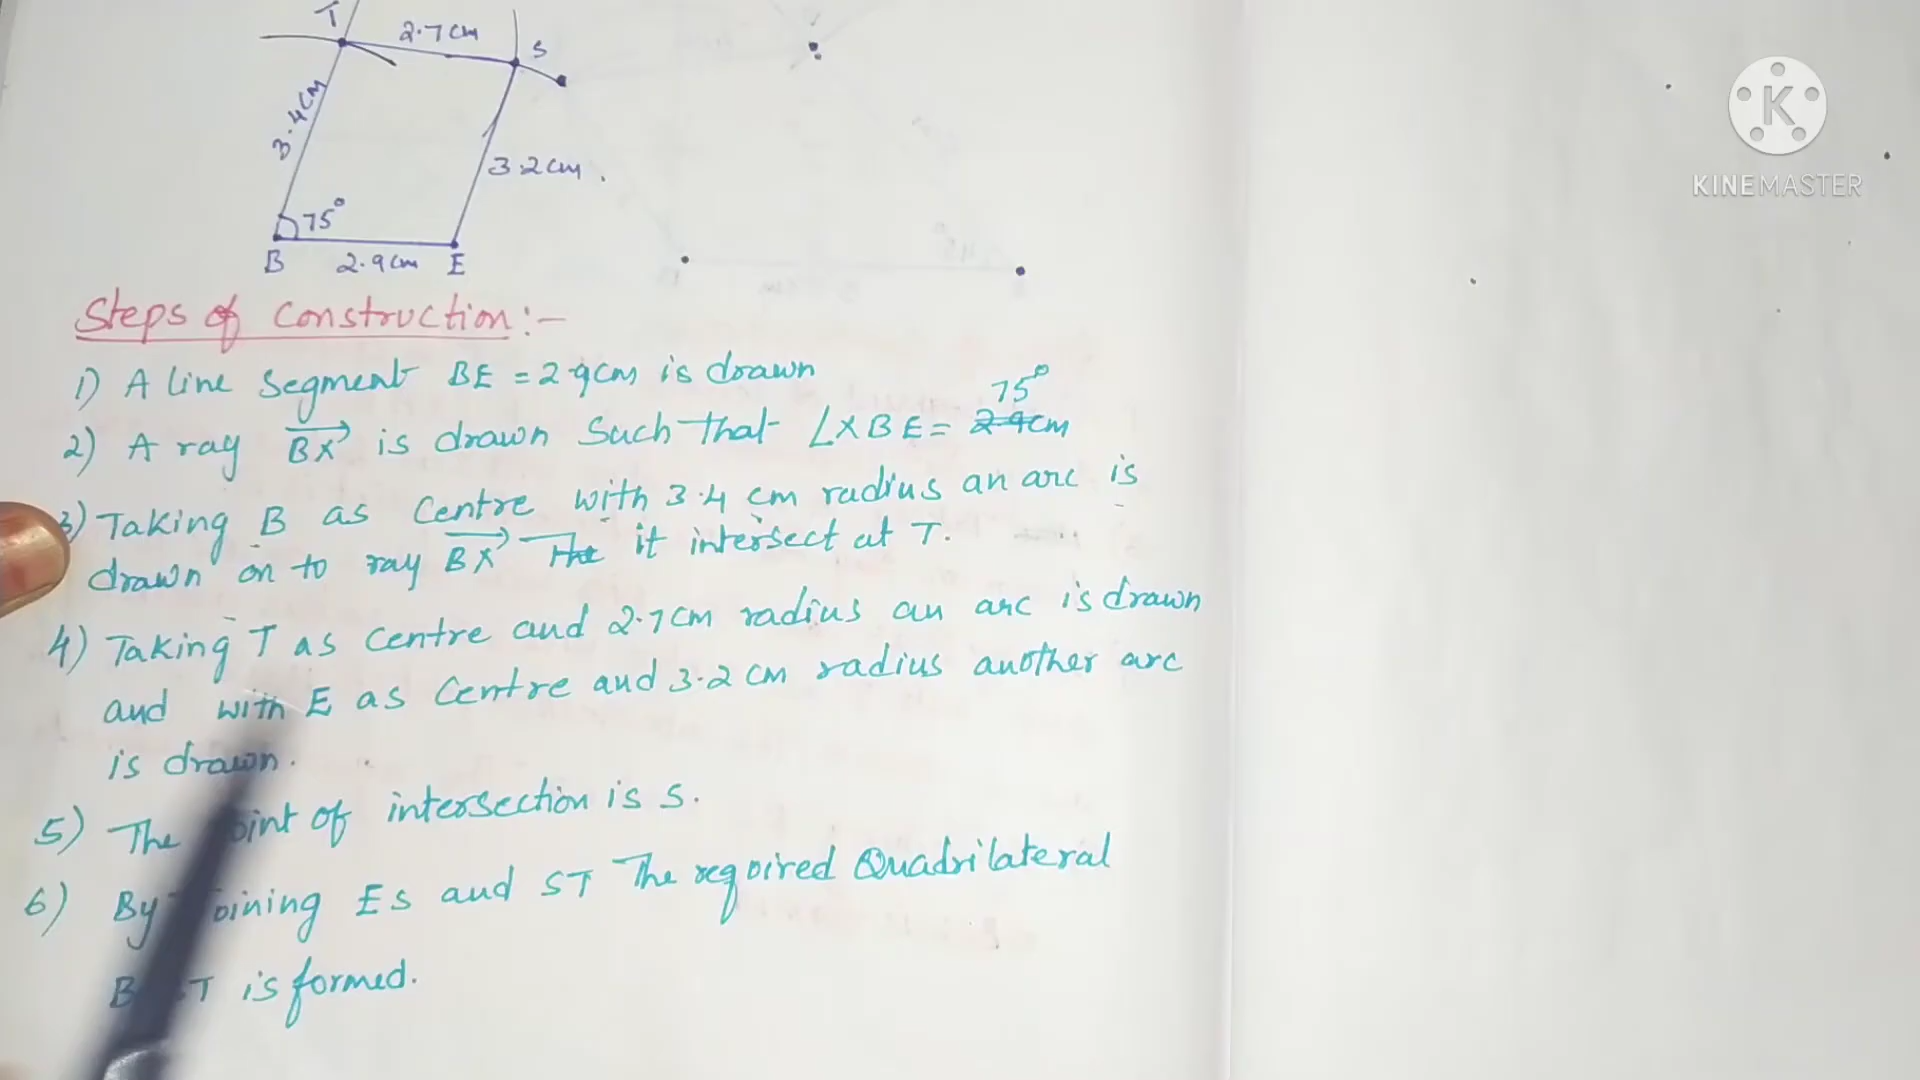 T
2.7cm
S
3.4cm
3.2cm
75°
B 2.9cm E
Steps of construction:-
1) A line segment BE = 2.9cm is drawn
75°
2) A ray BX is drawn such that ∠XBE = 2.9cm
3) Taking B as Centre with 3.4 cm radius an arc is
drawn on to ray BX The it intersect at T.
4) Taking T as Centre and 2.7cm radius an arc is drawn
and with E as Centre and 3.2cm radius another arc
is drawn.
5) The point of intersection is S.
6) By joining ES and ST The reqoired Quadrilateral
is formed.
KINEMASTER